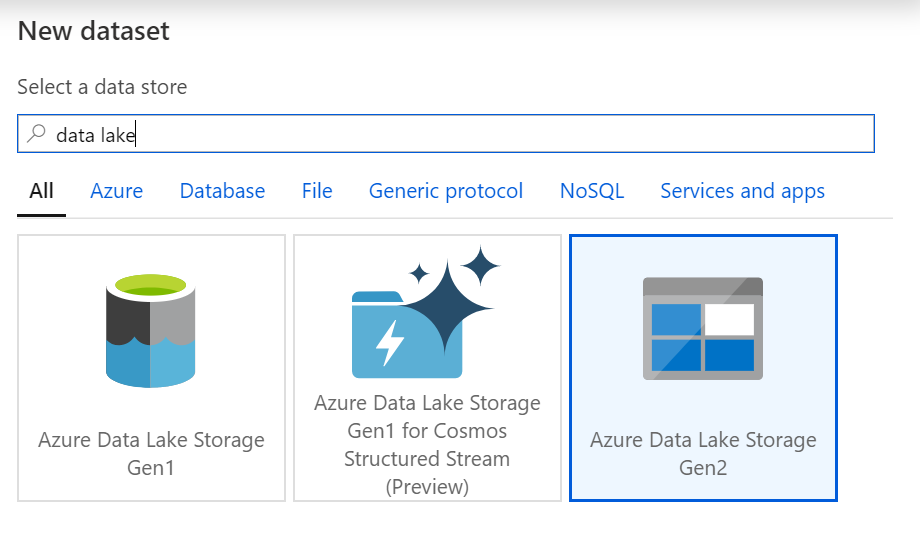 New dataset
Select a data store
data lake
All Azure Database File Generic protocol NoSQL Services and apps
Azure Data Lake Storage
Gen1
Azure Data Lake Storage
Gen1 for Cosmos
Structured Stream
(Preview)
Azure Data Lake Storage
Gen2